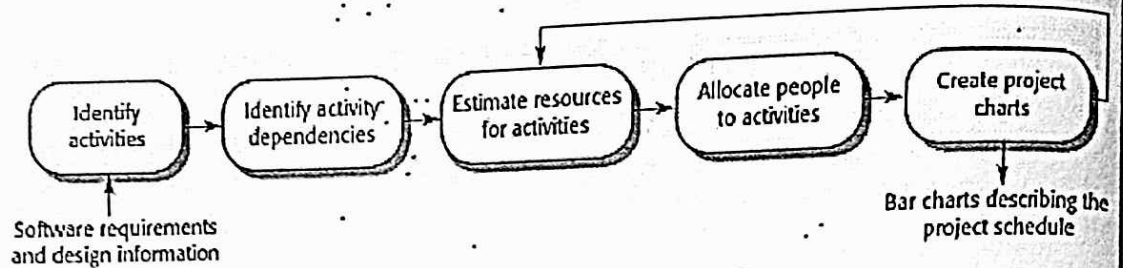 Identify
activities
Identify activity
dependencies
Estimate resources
for activities
Allocate people
to activities
Create project
charts
Software requirements
and design information
Bar charts describing the
project schedule